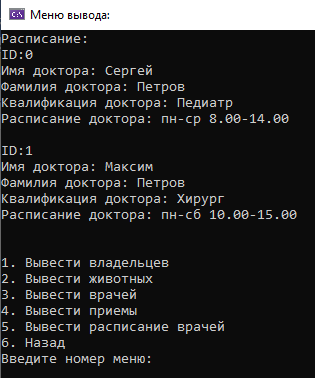 Меню вывода:
Расписание:
ID:0
Имя доктора: Сергей
Фамилия доктора: Петров
Квалификация доктора: Педиатр
Расписание доктора: пн-ср 8.00-14.00
ID:1
Имя доктора: Максим
Фамилия доктора: Петров
Квалификация доктора: Хирург
Расписание доктора: пн-сб 10.00-15.00
1. Вывести владельцев
2. Вывести животных
3. Вывести врачей
4. Вывести приемы
5. Вывести расписание врачей
6. Назад
Введите номер меню: